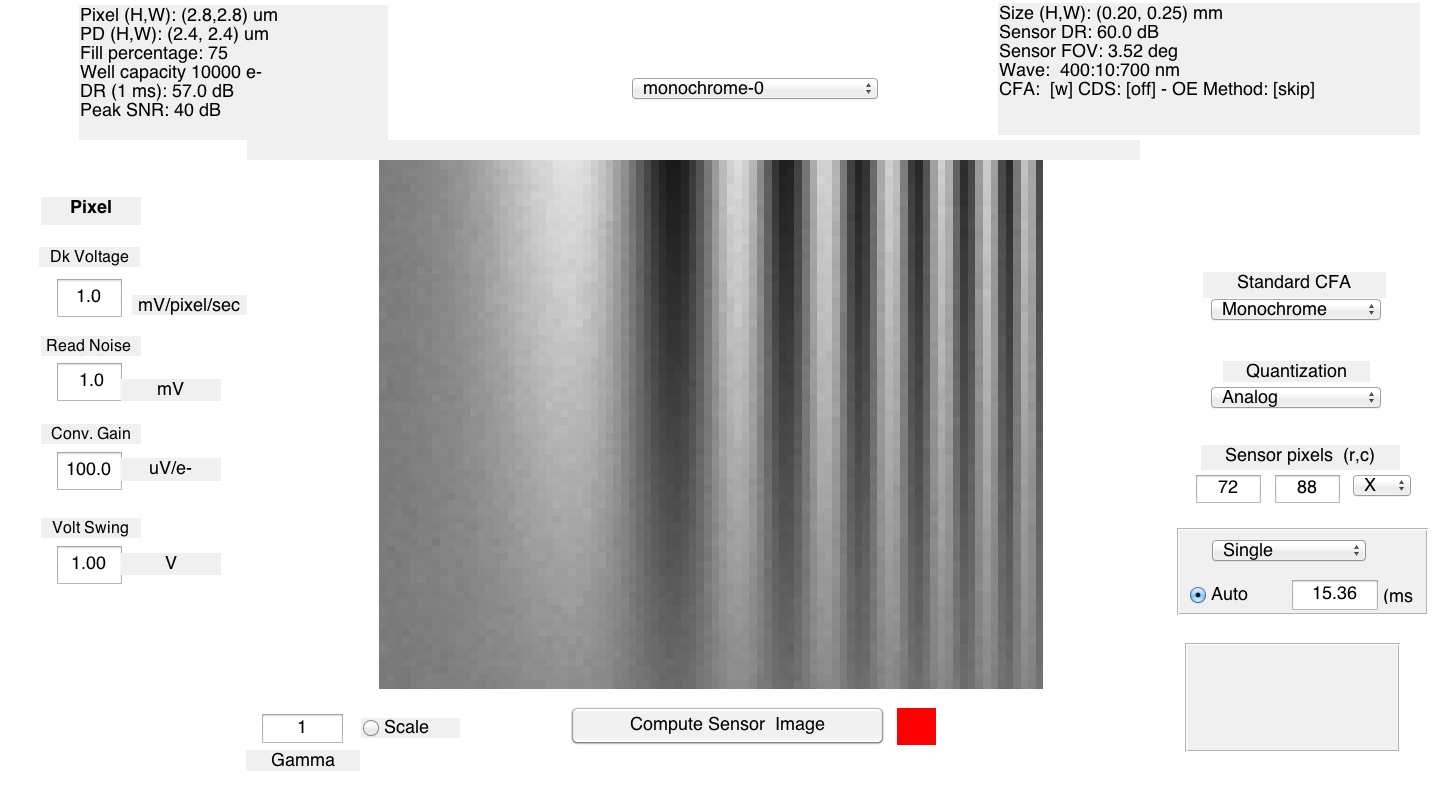 Pixel (H,W): (2.8,2.8) um
PD (H,W): (2.4, 2.4) um
Fill percentage: 75
Well capacity 10000 e-
DR (1 ms): 57.0 dB
Peak SNR: 40 dB
monochrome-0
Size (H,W): (0.20, 0.25) mm
Sensor DR: 60.0 dB
Sensor FOV: 3.52 deg
Wave:  400:10:700 nm
CFA:  [w] CDS: [off] - OE Method: [skip]
Pixel
Dk Voltage
1.0 mV/pixel/sec
Read Noise
1.0 mV
Conv. Gain
100.0 uV/e-
Volt Swing
1.00 V
Standard CFA
Monochrome
Quantization
Analog
Sensor pixels  (r,c)
72 88 X
Single
Auto 15.36 (ms
1 Scale
Gamma
Compute Sensor  Image